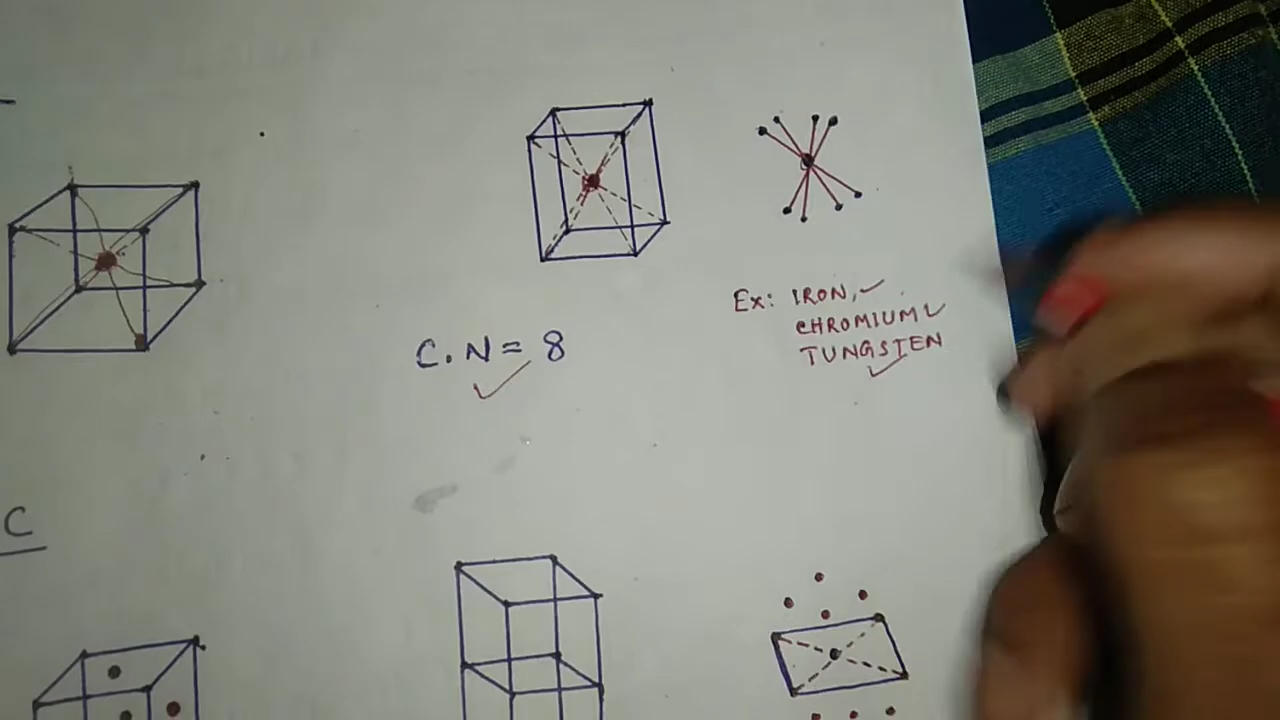 C.N = 8
Ex: IRON,
CHROMIUM
TUNGSTEN
C